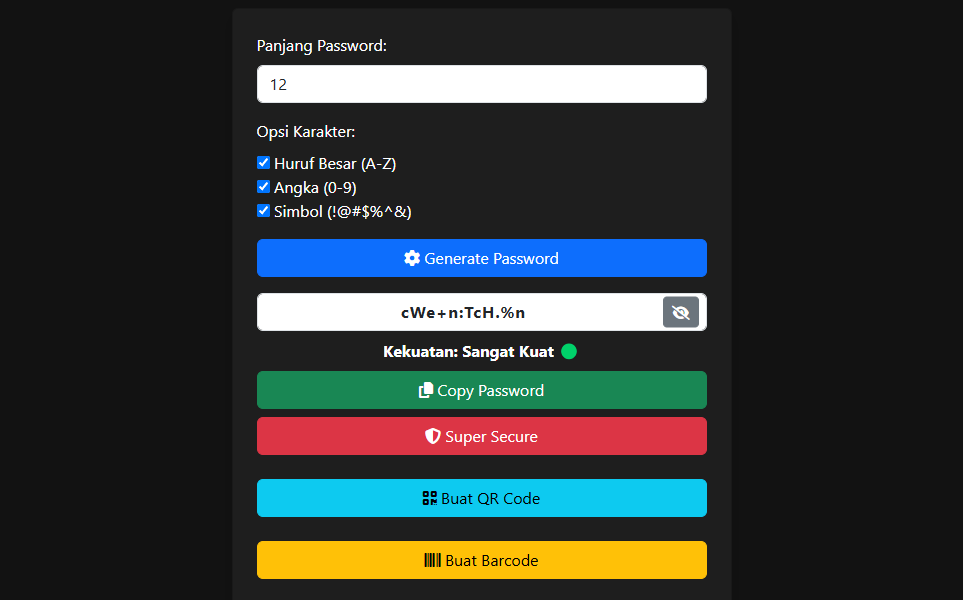 Panjang Password:
12
Opsi Karakter:
Huruf Besar (A-Z)
Angka (0-9)
Simbol (!@#$%^&)
Generate Password
cWe+n:TcH.%n
Kekuatan: Sangat Kuat
Copy Password
Super Secure
Buat QR Code
Buat Barcode